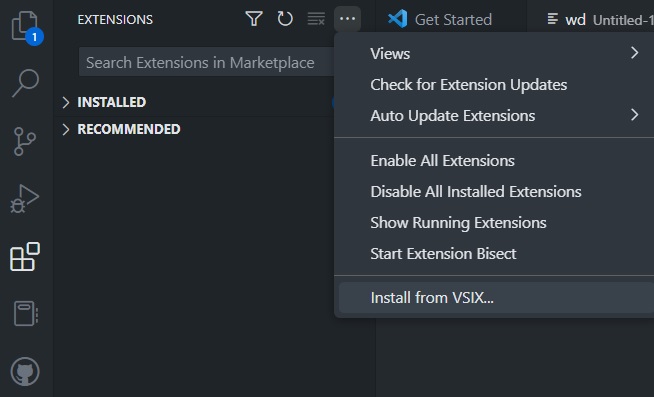 EXTENSIONS
Get Started
wd Untitled-1
1
Search Extensions in Marketplace
Views
Check for Extension Updates
INSTALLED
Auto Update Extensions
RECOMMENDED
Enable All Extensions
Disable All Installed Extensions
Show Running Extensions
Start Extension Bisect
Install from VSIX...